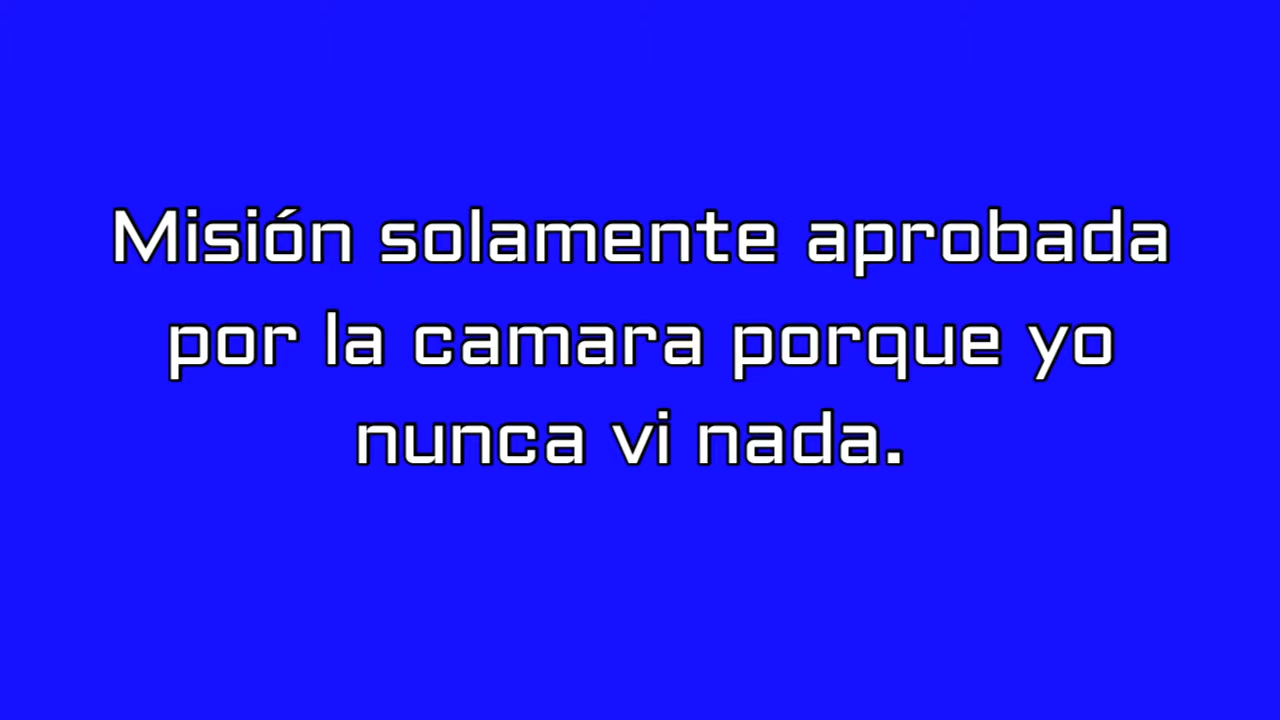 Misión solamente aprobada
por la camara porque yo
nunca vi nada.